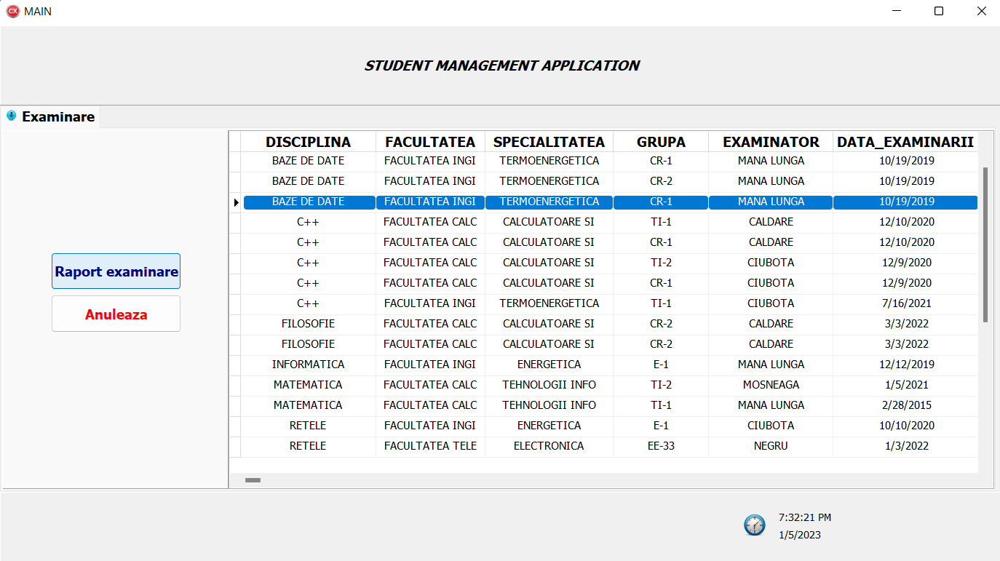 CX MAIN
STUDENT MANAGEMENT APPLICATION
Examinare
DISCIPLINA FACULTATEA SPECIALITATEA GRUPA EXAMINATOR DATA_EXAMINARII
BAZE DE DATE FACULTATEA INGI TERMOENERGETICA CR-1 MANA LUNGA 10/19/2019
BAZE DE DATE FACULTATEA INGI TERMOENERGETICA CR-2 MANA LUNGA 10/19/2019
BAZE DE DATE FACULTATEA INGI TERMOENERGETICA CR-1 MANA LUNGA 10/19/2019
C++ FACULTATEA CALC CALCULATOARE SI TI-1 CALDARE 12/10/2020
C++ FACULTATEA CALC CALCULATOARE SI CR-1 CALDARE 12/10/2020
C++ FACULTATEA CALC CALCULATOARE SI TI-2 CIUBOTA 12/9/2020
C++ FACULTATEA CALC CALCULATOARE SI CR-1 CIUBOTA 12/9/2020
C++ FACULTATEA INGI TERMOENERGETICA TI-1 CIUBOTA 7/16/2021
FILOSOFIE FACULTATEA CALC CALCULATOARE SI CR-2 CALDARE 3/3/2022
FILOSOFIE FACULTATEA CALC CALCULATOARE SI CR-2 CALDARE 3/3/2022
INFORMATICA FACULTATEA INGI ENERGETICA E-1 MANA LUNGA 12/12/2019
MATEMATICA FACULTATEA CALC TEHNOLOGII INFO TI-2 MOSNEAGA 1/5/2021
MATEMATICA FACULTATEA CALC TEHNOLOGII INFO TI-1 MANA LUNGA 2/28/2015
RETELE FACULTATEA INGI ENERGETICA E-1 CIUBOTA 10/10/2020
RETELE FACULTATEA TELE ELECTRONICA EE-33 NEGRU 1/3/2022
Raport examinare
Anuleaza
7:32:21 PM
1/5/2023